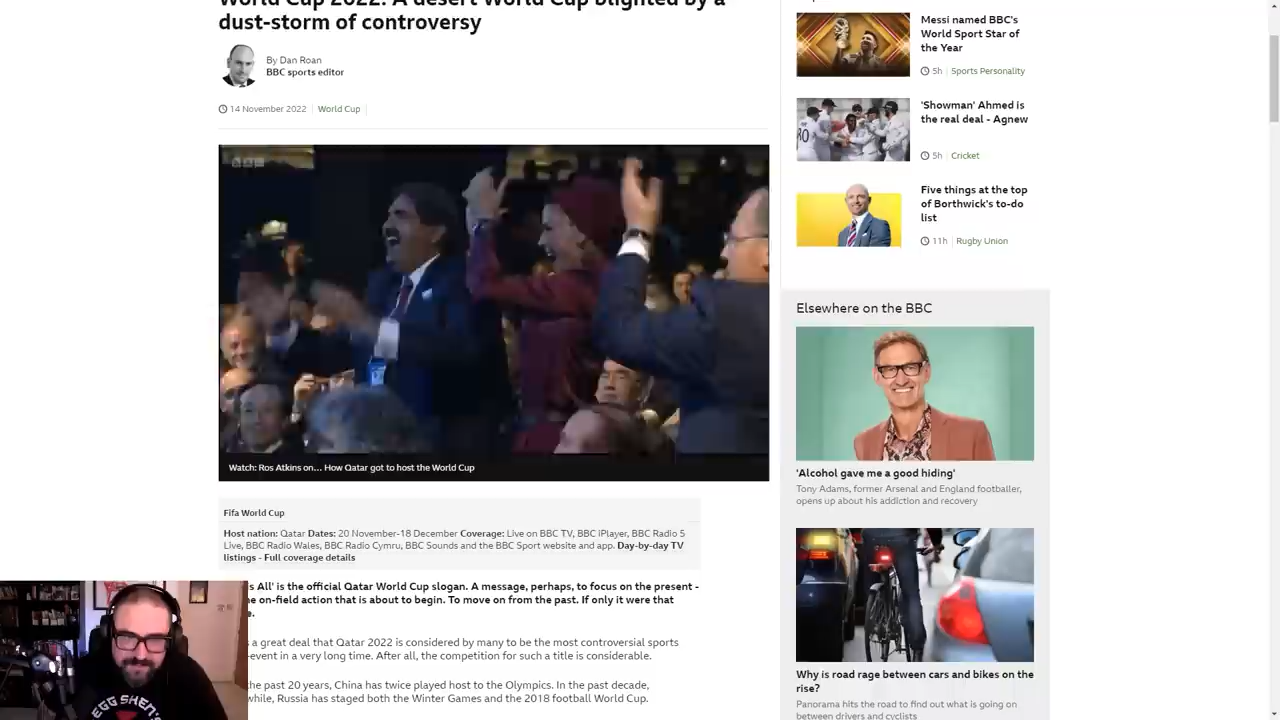 World Cup 2022: A desert World Cup blighted by a
dust-storm of controversy
By Dan Roan
BBC sports editor
14 November 2022
World Cup
Watch: Ros Atkins on... How Qatar got to host the World Cup
Fifa World Cup
Host nation: Qatar Dates: 20 November-18 December Coverage: Live on BBC TV, BBC iPlayer, BBC Radio 5
Live, BBC Radio Wales, BBC Radio Cymru, BBC Sounds and the BBC Sport website and app. Day-by-day TV
listings - Full coverage details
s All' is the official Qatar World Cup slogan. A message, perhaps, to focus on the present -
e on-field action that is about to begin. To move on from the past. If only it were that
e.
s a great deal that Qatar 2022 is considered by many to be the most controversial sports
-event in a very long time. After all, the competition for such a title is considerable.
he past 20 years, China has twice played host to the Olympics. In the past decade,
while, Russia has staged both the Winter Games and the 2018 football World Cup.
Messi named BBC's
World Sport Star of
the Year
5h
Sports Personality
'Showman' Ahmed is
the real deal - Agnew
5h
Cricket
Five things at the top
of Borthwick's to-do
list
11h
Rugby Union
Elsewhere on the BBC
'Alcohol gave me a good hiding'
Tony Adams, former Arsenal and England footballer,
opens up about his addiction and recovery
Why is road rage between cars and bikes on the
rise?
Panorama hits the road to find out what is going on
between drivers and cyclists
EGG SHEN'S